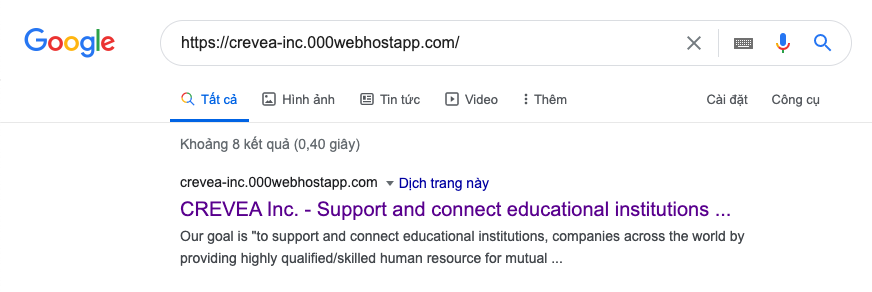 Google
https://crevea-inc.000webhostapp.com/
Tất cả Hình ảnh Tin tức Video Thêm Cài đặt Công cụ
Khoảng 8 kết quả (0,40 giây)
crevea-inc.000webhostapp.com Dịch trang này
CREVEA Inc. - Support and connect educational institutions ...
Our goal is "to support and connect educational institutions, companies across the world by
providing highly qualified/skilled human resource for mutual ...